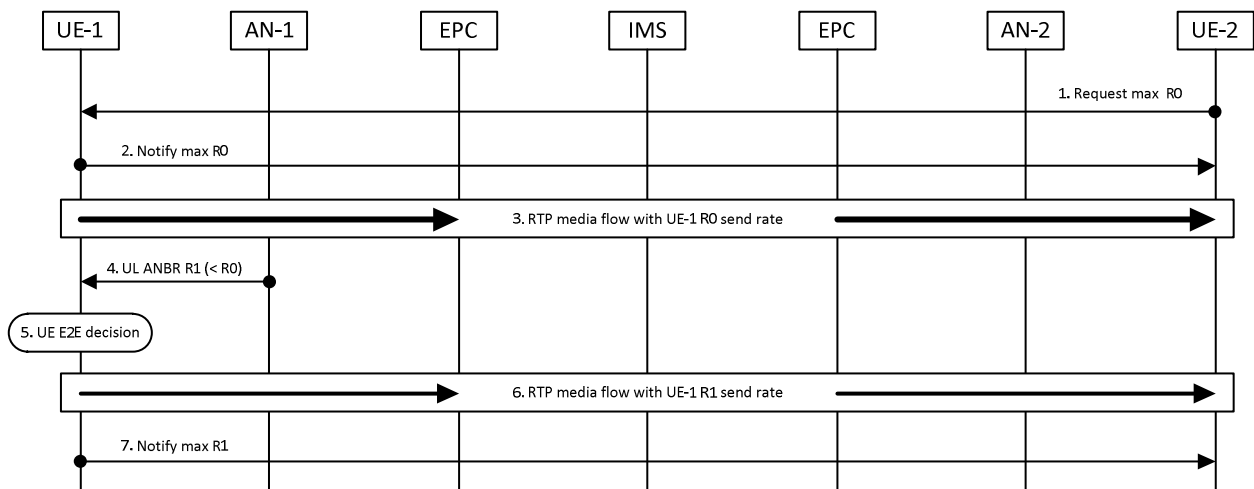 UE-1
AN-1
EPC
IMS
EPC
AN-2
UE-2
1. Request max R0
2. Notify max R0
3. RTP media flow with UE-1 R0 send rate
4. UL ANBR R1 (< R0)
5. UE E2E decision
6. RTP media flow with UE-1 R1 send rate
7. Notify max R1